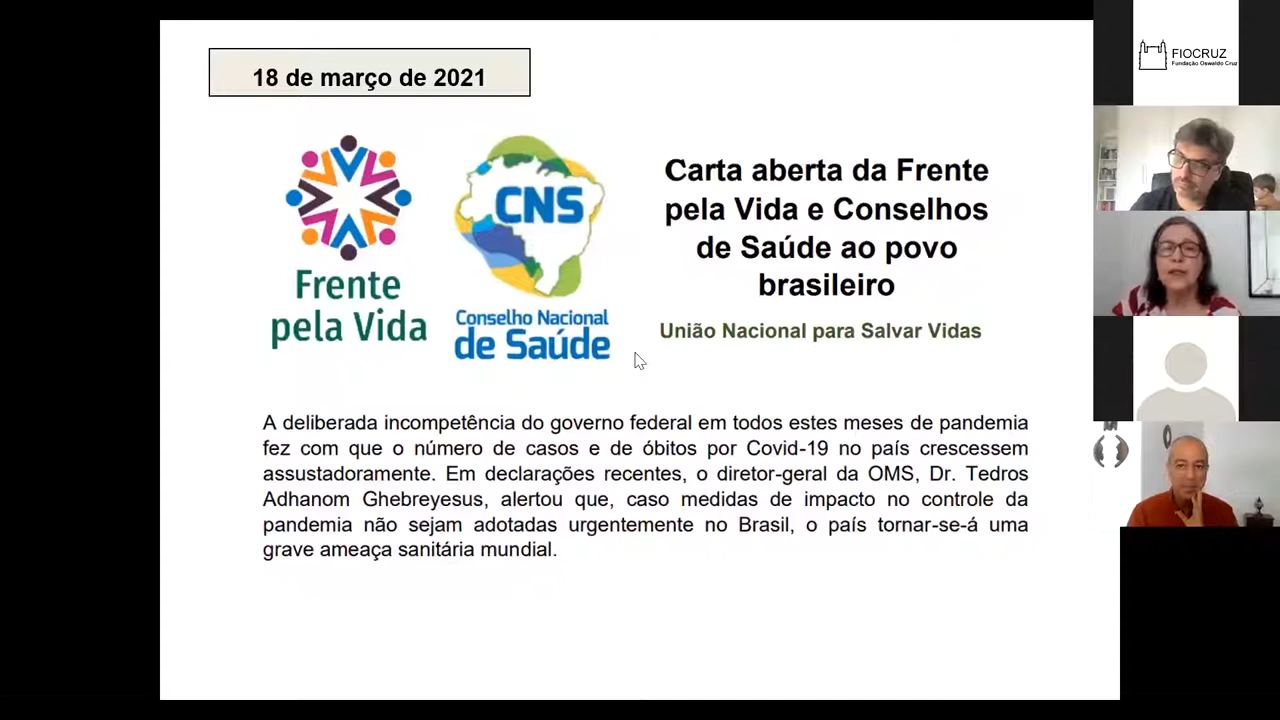 18 de março de 2021
Frente
pela Vida
CNS
Conselho Nacional
de Saúde
Carta aberta da Frente
pela Vida e Conselhos
de Saúde ao povo
brasileiro
União Nacional para Salvar Vidas
A deliberada incompetência do governo federal em todos estes meses de pandemia
fez com que o número de casos e de óbitos por Covid-19 no país crescessem
assustadoramente. Em declarações recentes, o diretor-geral da OMS, Dr. Tedros
Adhanom Ghebreyesus, alertou que, caso medidas de impacto no controle da
pandemia não sejam adotadas urgentemente no Brasil, o país tornar-se-á uma
grave ameaça sanitária mundial.
FIOCRUZ
Fundação Oswaldo Cruz